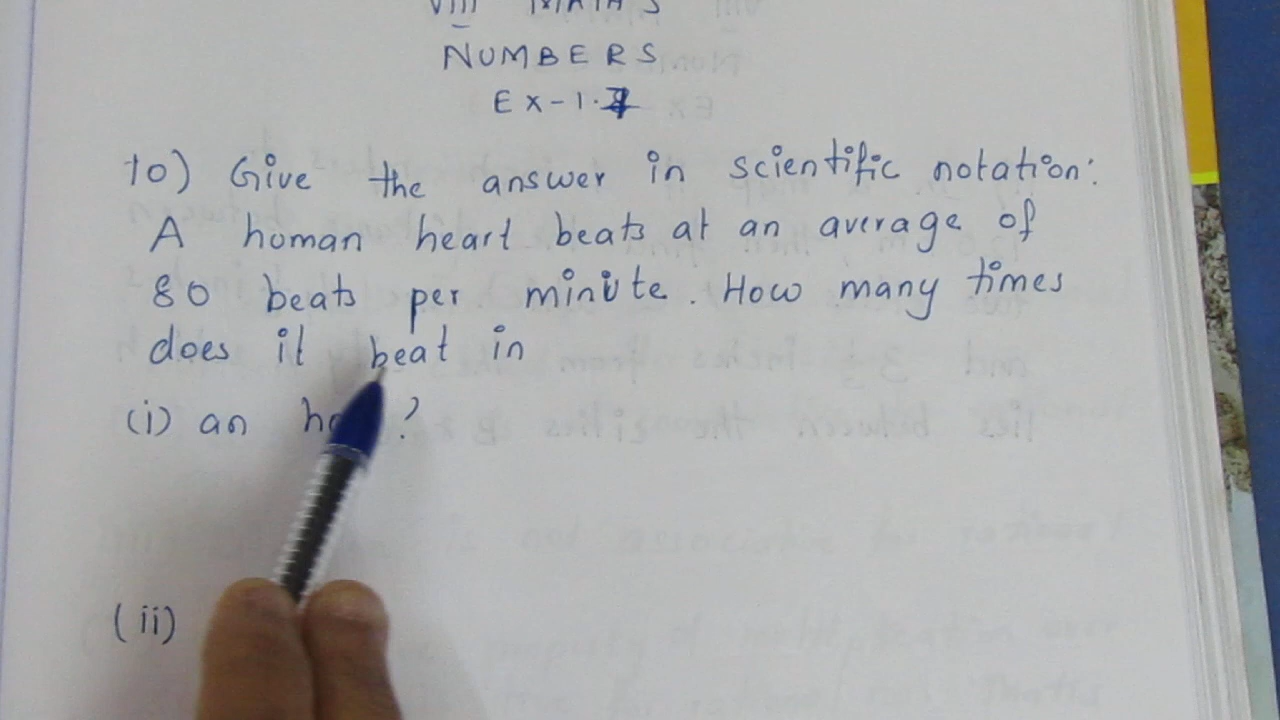 NUMBERS
EX-1.
10) Give the answer in scientific notation:
A human heart beats at an average of
80 beats per minute. How many times
does it beat in
(i) an ?
(ii)